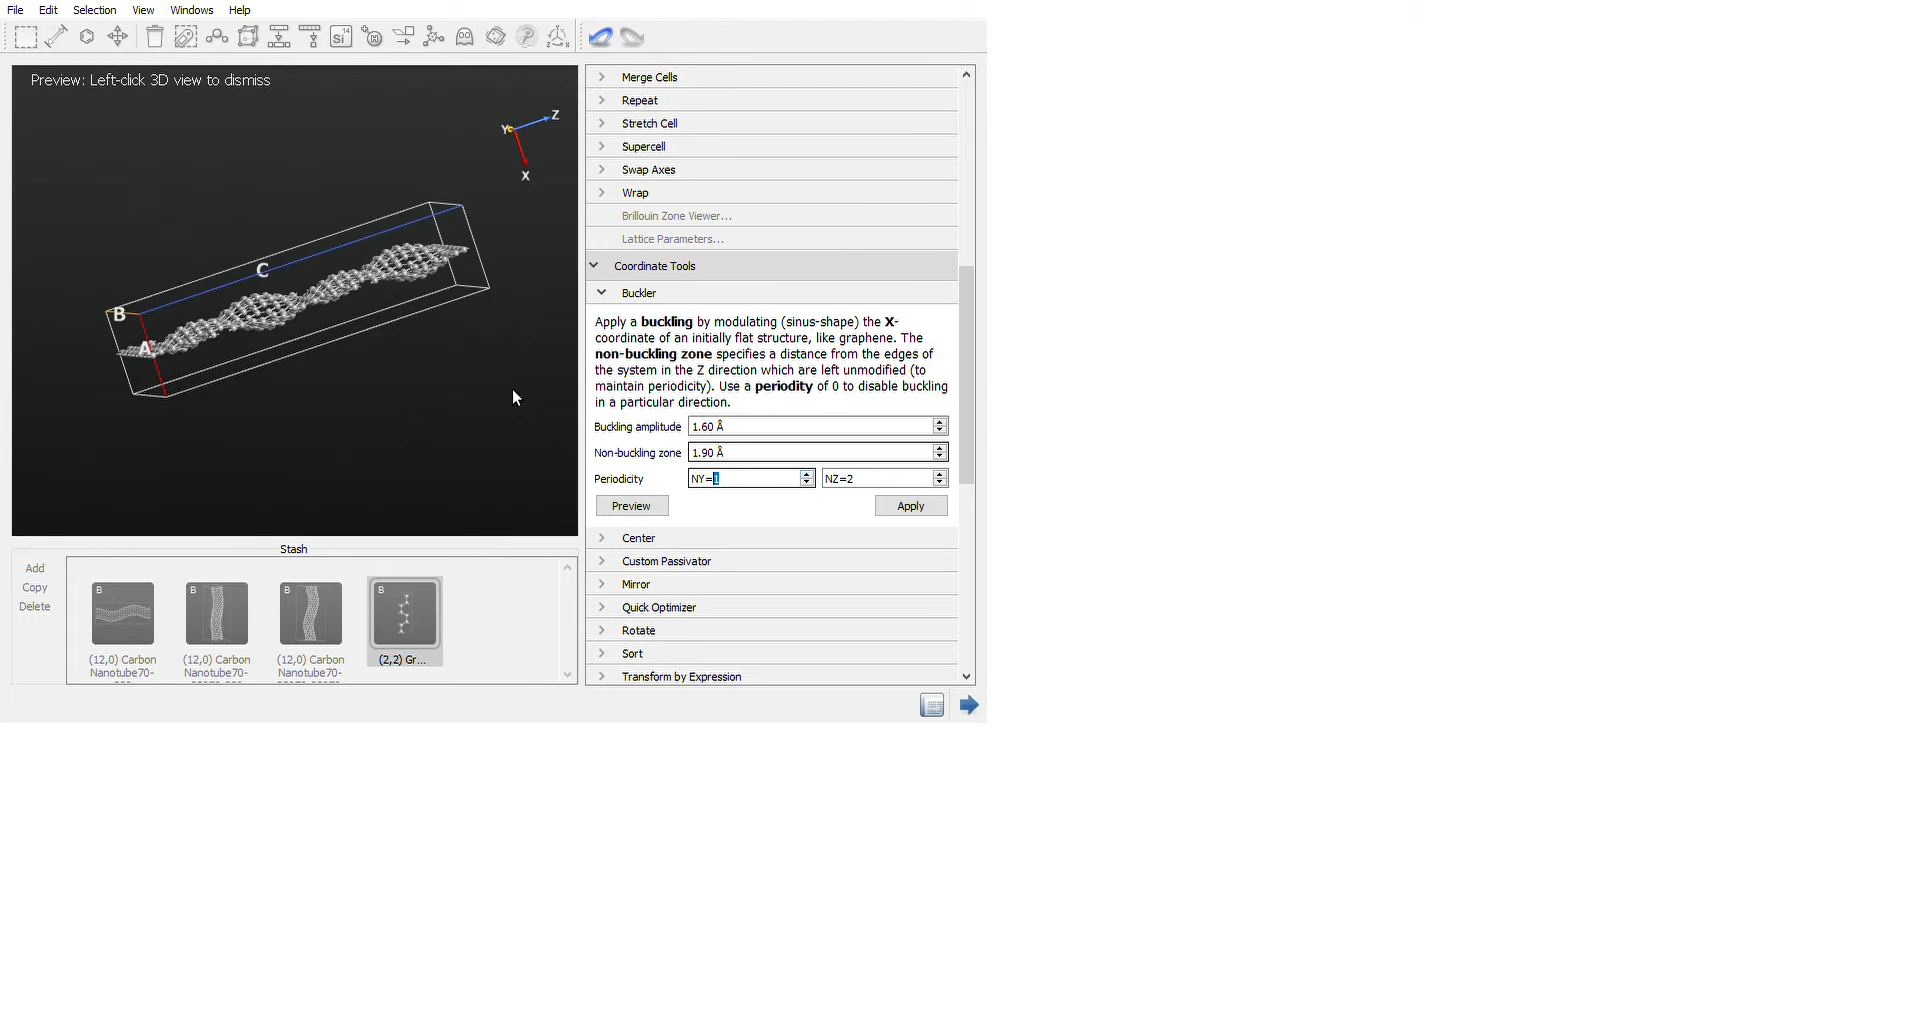 File Edit Selection View Windows Help
Si 14
Preview: Left-click 3D view to dismiss
Y Z
X
C
B
A
Merge Cells
Repeat
Stretch Cell
Supercell
Swap Axes
Wrap
Brillouin Zone Viewer...
Lattice Parameters...
Coordinate Tools
Buckler
Apply a buckling by modulating (sinus-shape) the X-
coordinate of an initially flat structure, like graphene. The
non-buckling zone specifies a distance from the edges of
the system in the Z direction which are left unmodified (to
maintain periodicity). Use a periodity of 0 to disable buckling
in a particular direction.
Buckling amplitude 1.60 Å
Non-buckling zone 1.90 Å
Periodicity NY=1 NZ=2
Preview Apply
Center
Custom Passivator
Mirror
Quick Optimizer
Rotate
Sort
Transform by Expression
Stash
Add
Copy
Delete
B B B B
(12,0) Carbon (12,0) Carbon (12,0) Carbon (2,2) Gr...
Nanotube70- Nanotube70- Nanotube70-